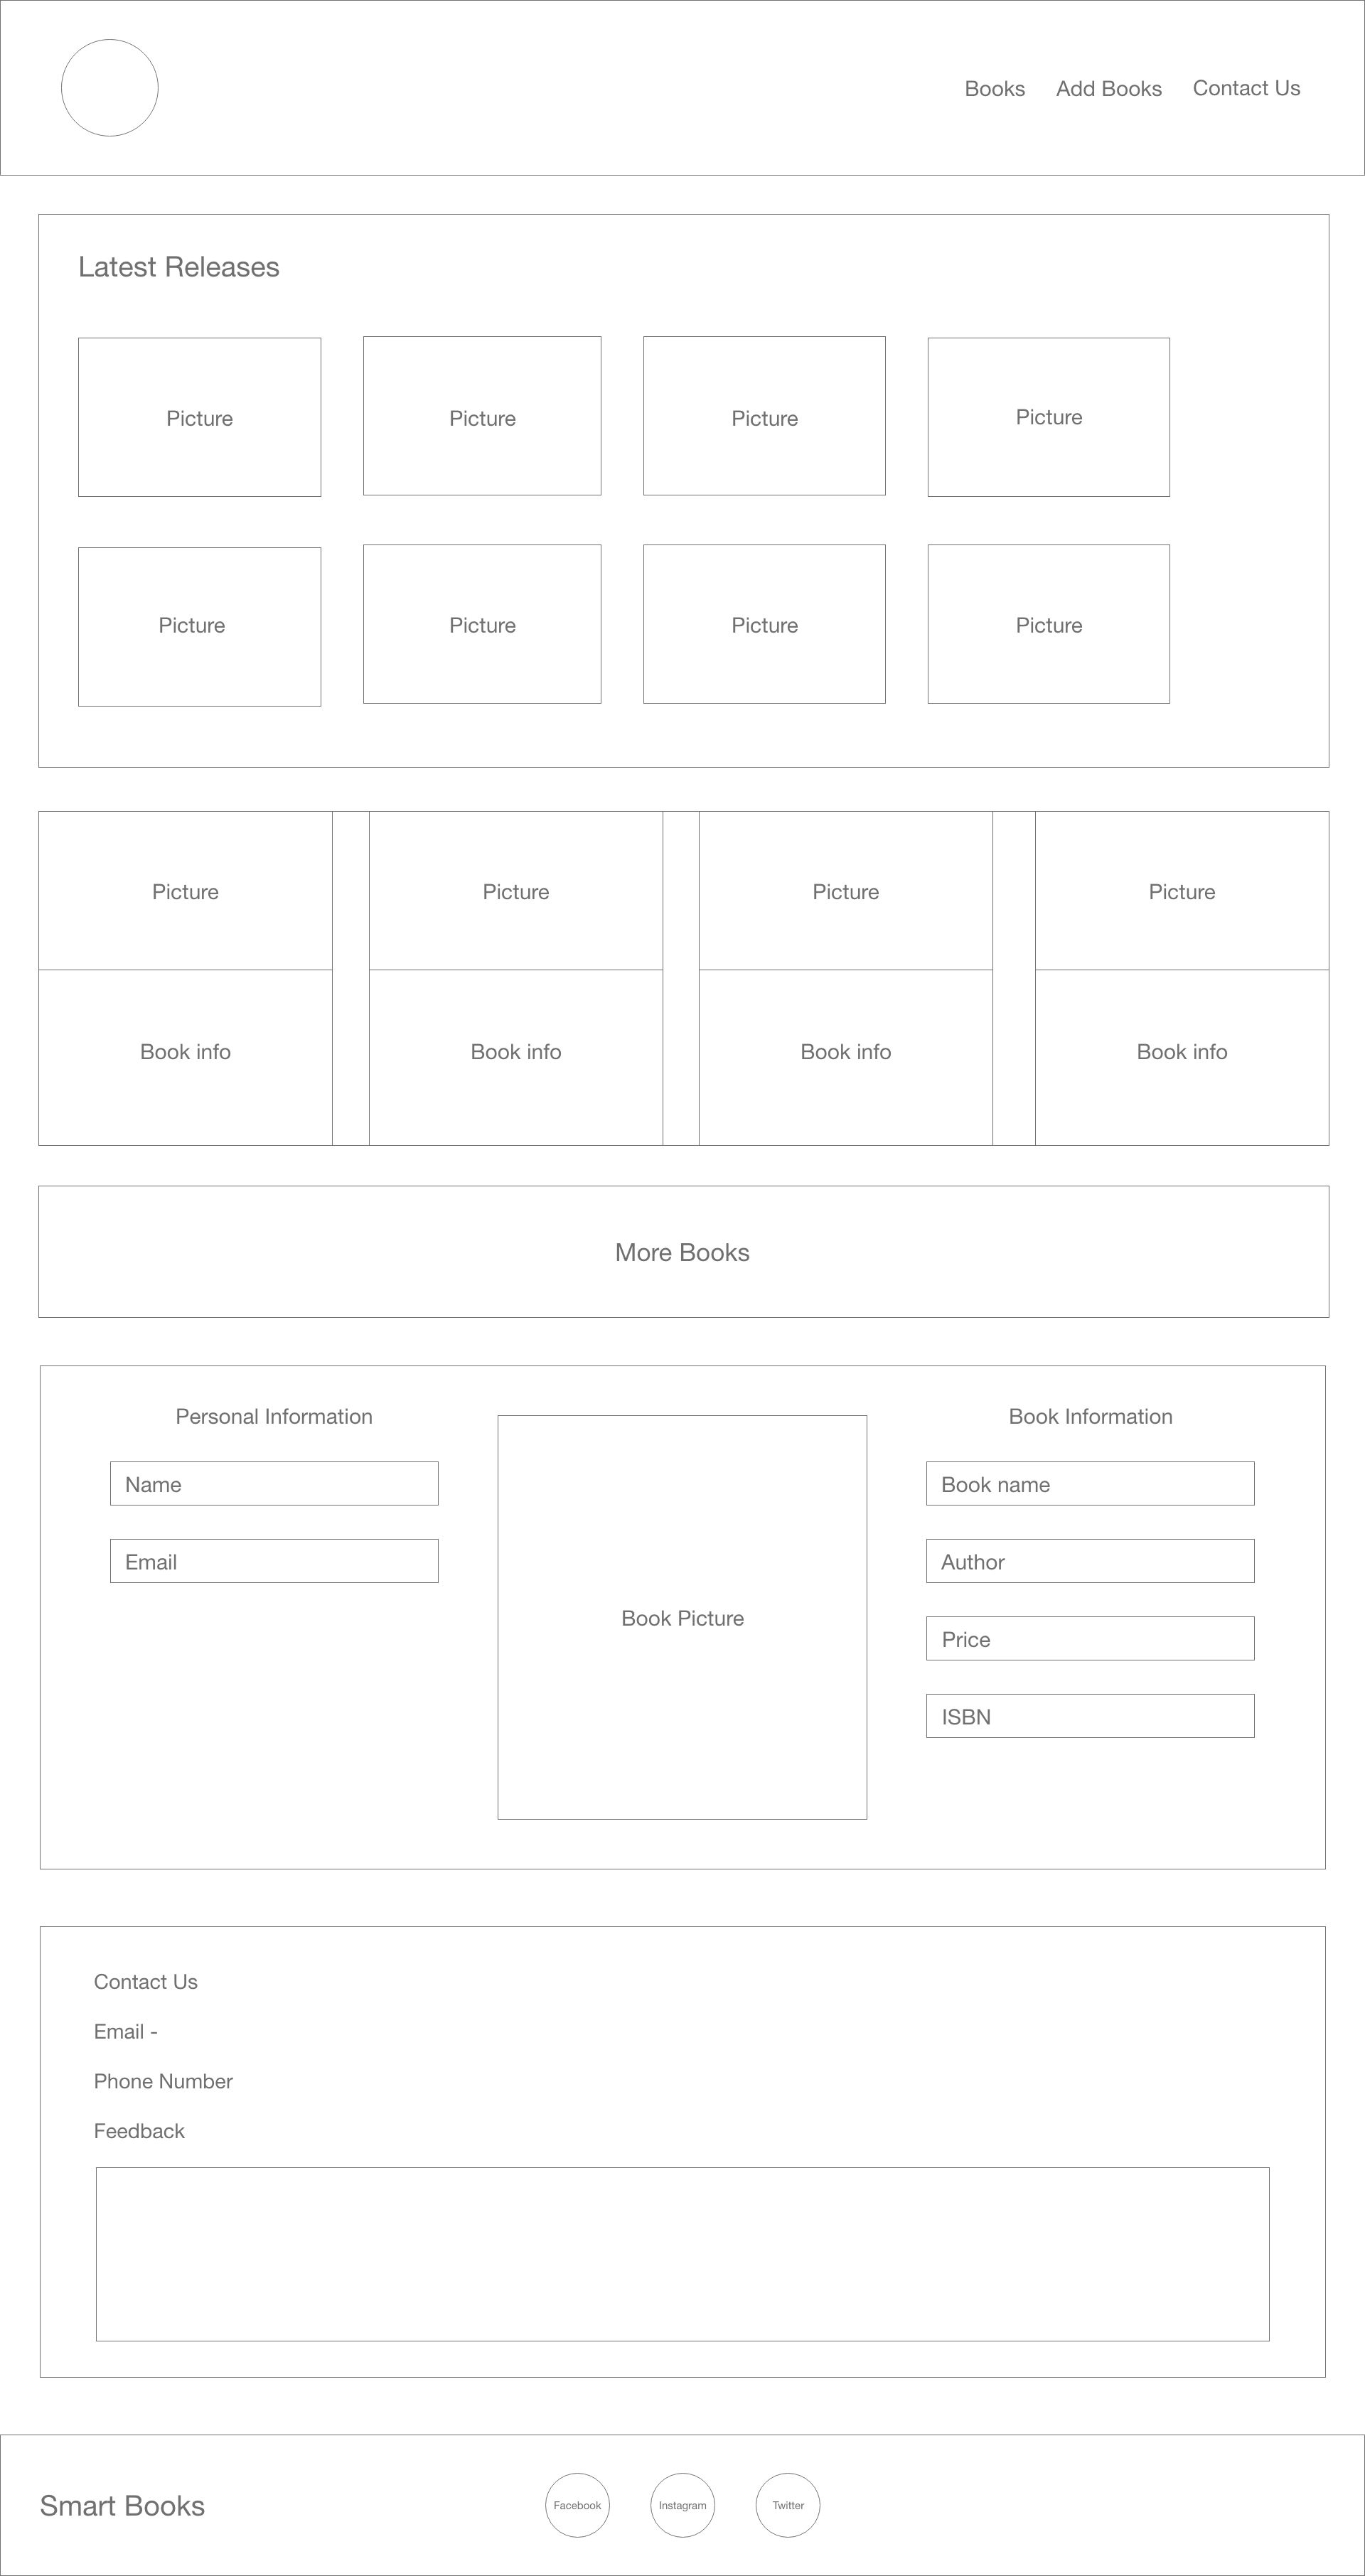 Books Add Books Contact Us
Latest Releases
Picture Picture Picture Picture
Picture Picture Picture Picture
Picture Picture Picture Picture
Book info Book info Book info Book info
More Books
Personal Information
Name
Email
Book Picture
Book Information
Book name
Author
Price
ISBN
Contact Us
Email -
Phone Number
Feedback
Smart Books Facebook Instagram Twitter